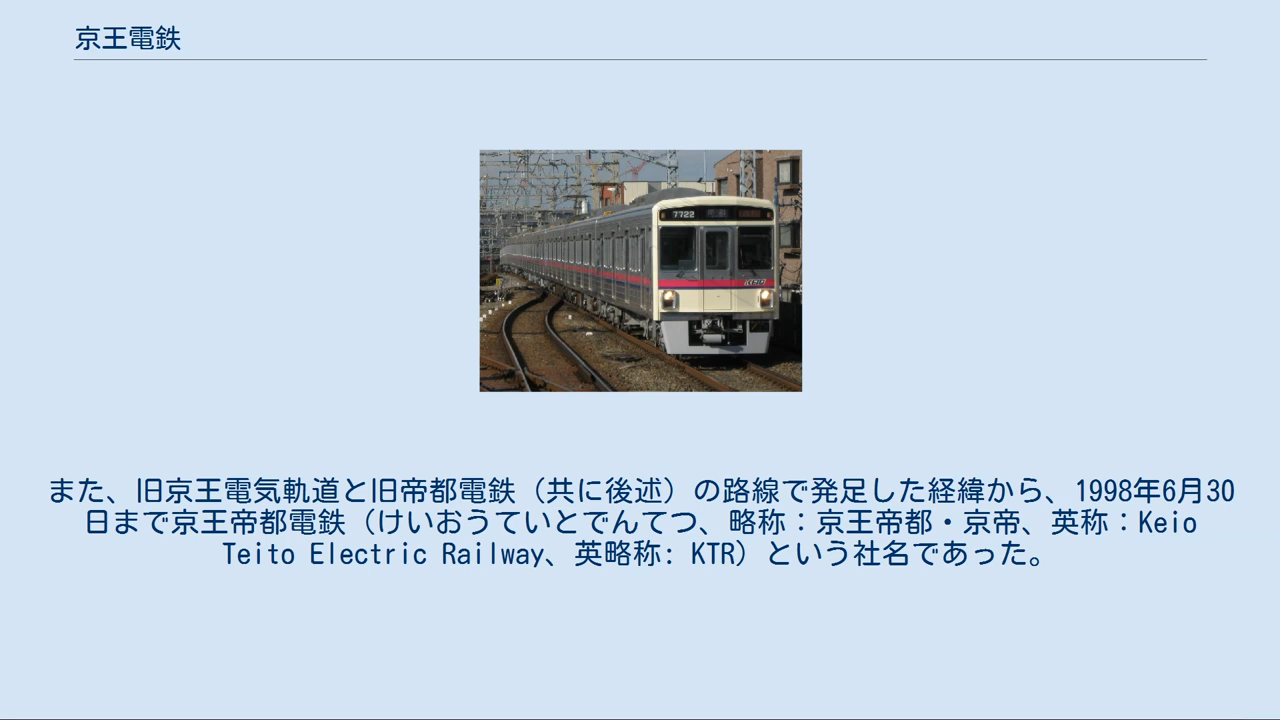 京王電鉄
7722
KEIO
また、旧京王電気軌道と旧帝都電鉄（共に後述）の路線で発足した経緯から、1998年6月30
日まで京王帝都電鉄（けいおうていとでんてつ、略称：京王帝都・京帝、英称：Keio
Teito Electric Railway、英略称: KTR）という社名であった。